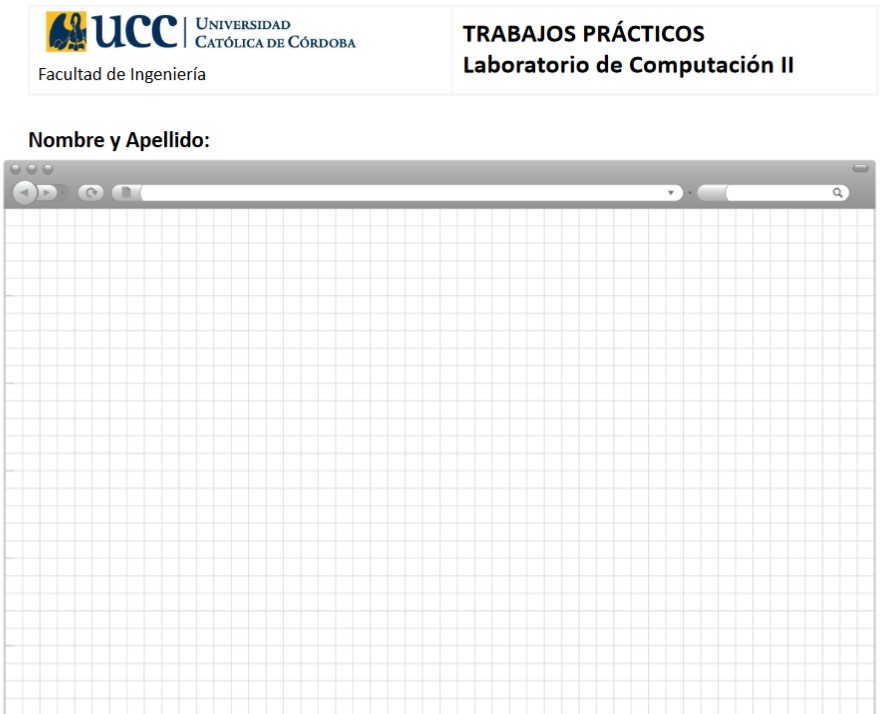 UCC UNIVERSIDAD
CATÓLICA DE CÓRDOBA
Facultad de Ingeniería
TRABAJOS PRÁCTICOS
Laboratorio de Computación II
Nombre y Apellido: